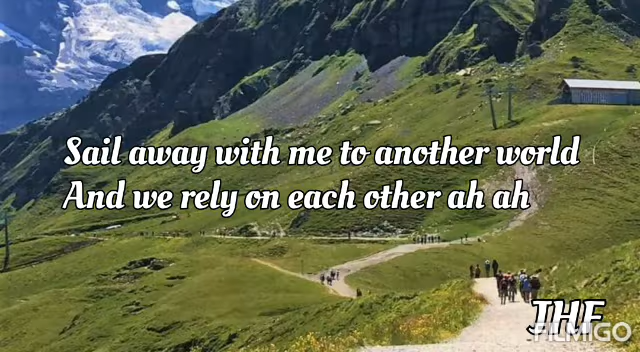 Sail away with me to another world
And we rely on each other ah ah
THE
FILMIGO